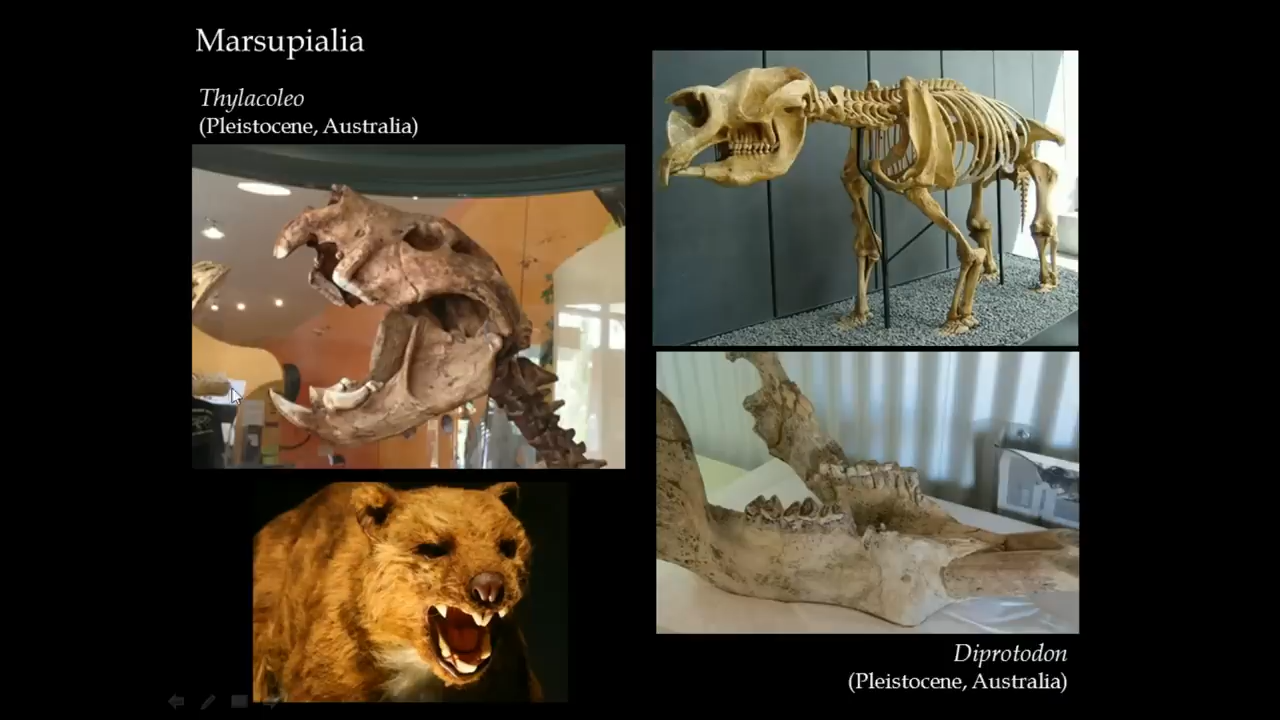 Marsupialia
Thylacoleo
(Pleistocene, Australia)
Diprotodon
(Pleistocene, Australia)